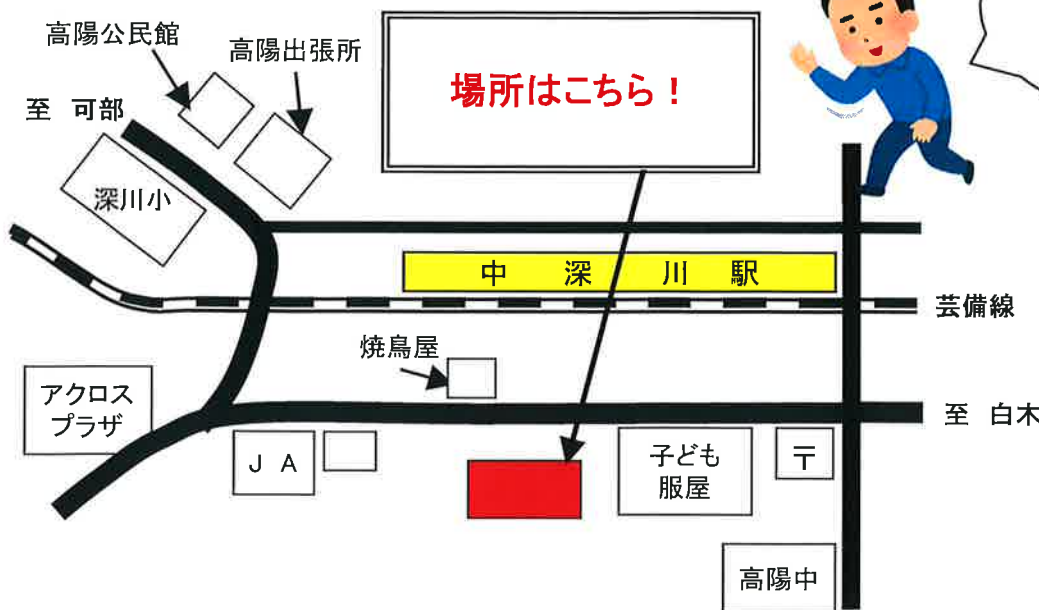 高陽公民館
高陽出張所
場所はこちら！
至 可部
深川小
中深川駅
芸備線
焼鳥屋
アクロス
プラザ
至 白木
ＪＡ
子ども
服屋
〒
高陽中